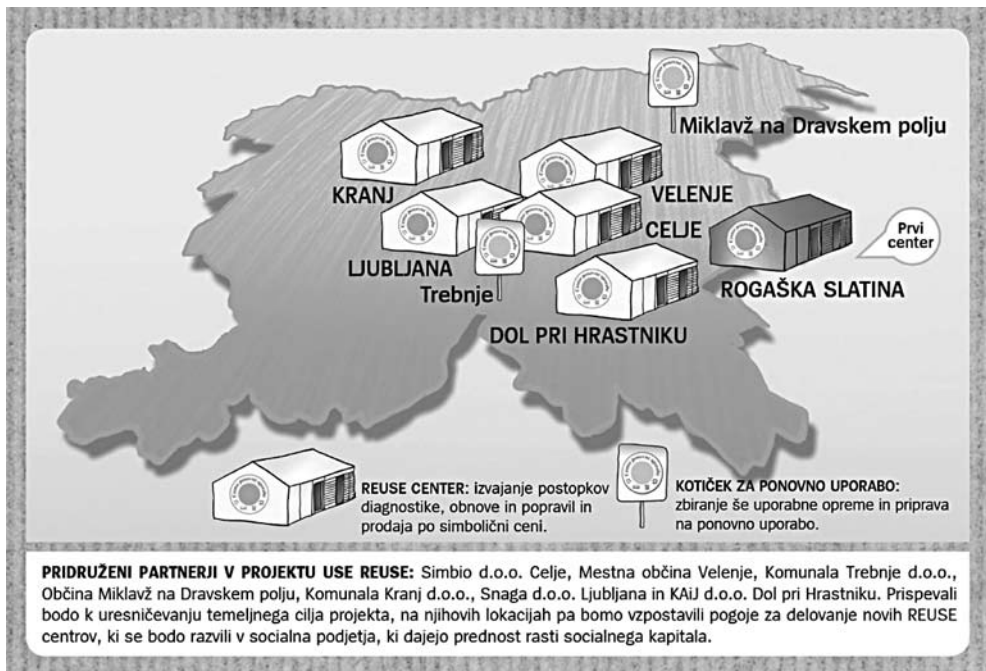 Miklavž na Dravskem polju
KRANJ
VELENJE
CELJE
Prvi
center
LJUBLJANA
Trebnje
ROGAŠKA SLATINA
DOL PRI HRASTNIKU
REUSE CENTER: izvajanje postopkov
diagnostike, obnove in popravil in
prodaja po simbolični ceni.
KOTIČEK ZA PONOVNO UPORABO:
zbiranje še uporabne opreme in priprava
na ponovno uporabo.
PRIDRUŽENI PARTNERJI V PROJEKTU USE REUSE: Simbio d.o.o. Celje, Mestna občina Velenje, Komunala Trebnje d.o.o.,
Občina Miklavž na Dravskem polju, Komunala Kranj d.o.o., Snaga d.o.o. Ljubljana in KAiJ d.o.o. Dol pri Hrastniku. Prispevali
bodo k uresničevanju temeljnega cilja projekta, na njihovih lokacijah pa bomo vzpostavili pogoje za delovanje novih REUSE
centrov, ki se bodo razvili v socialna podjetja, ki dajejo prednost rasti socialnega kapitala.